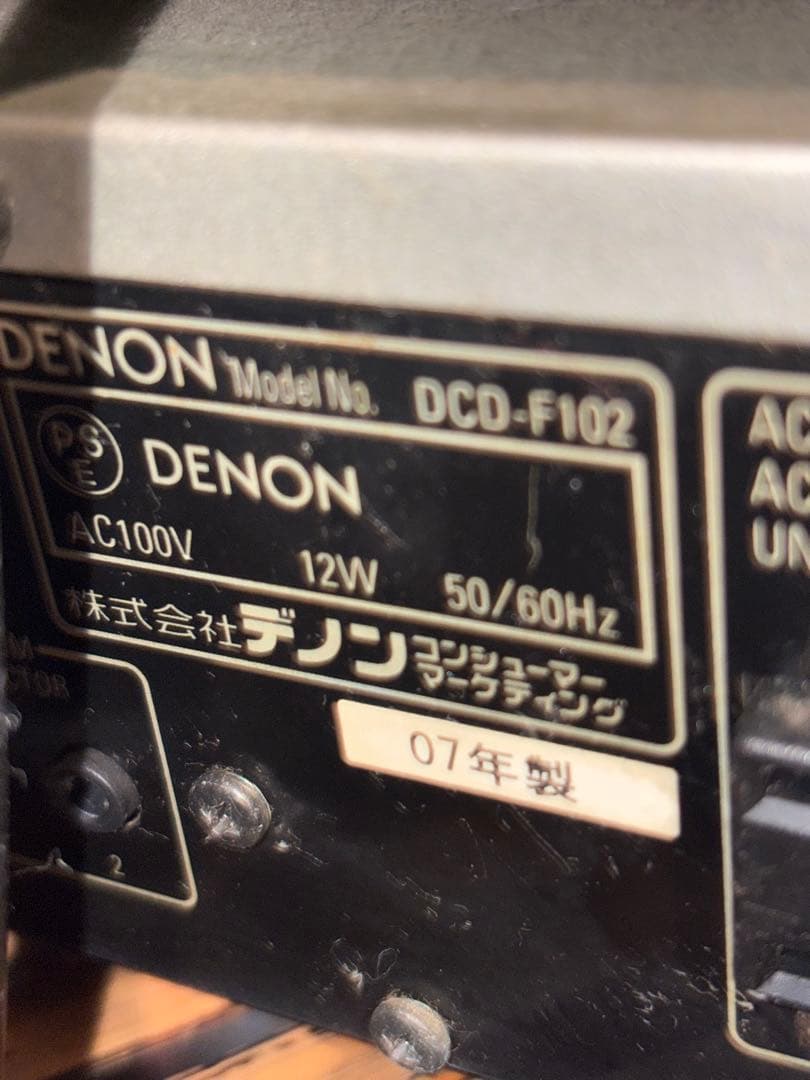 DENON Model No. DCD-F102
PSE DENON
AC100V 12W 50/60Hz
株式会社デノン コンシューマー
マーケティング
07年製
AC
AC
UN
M
CTOR
2